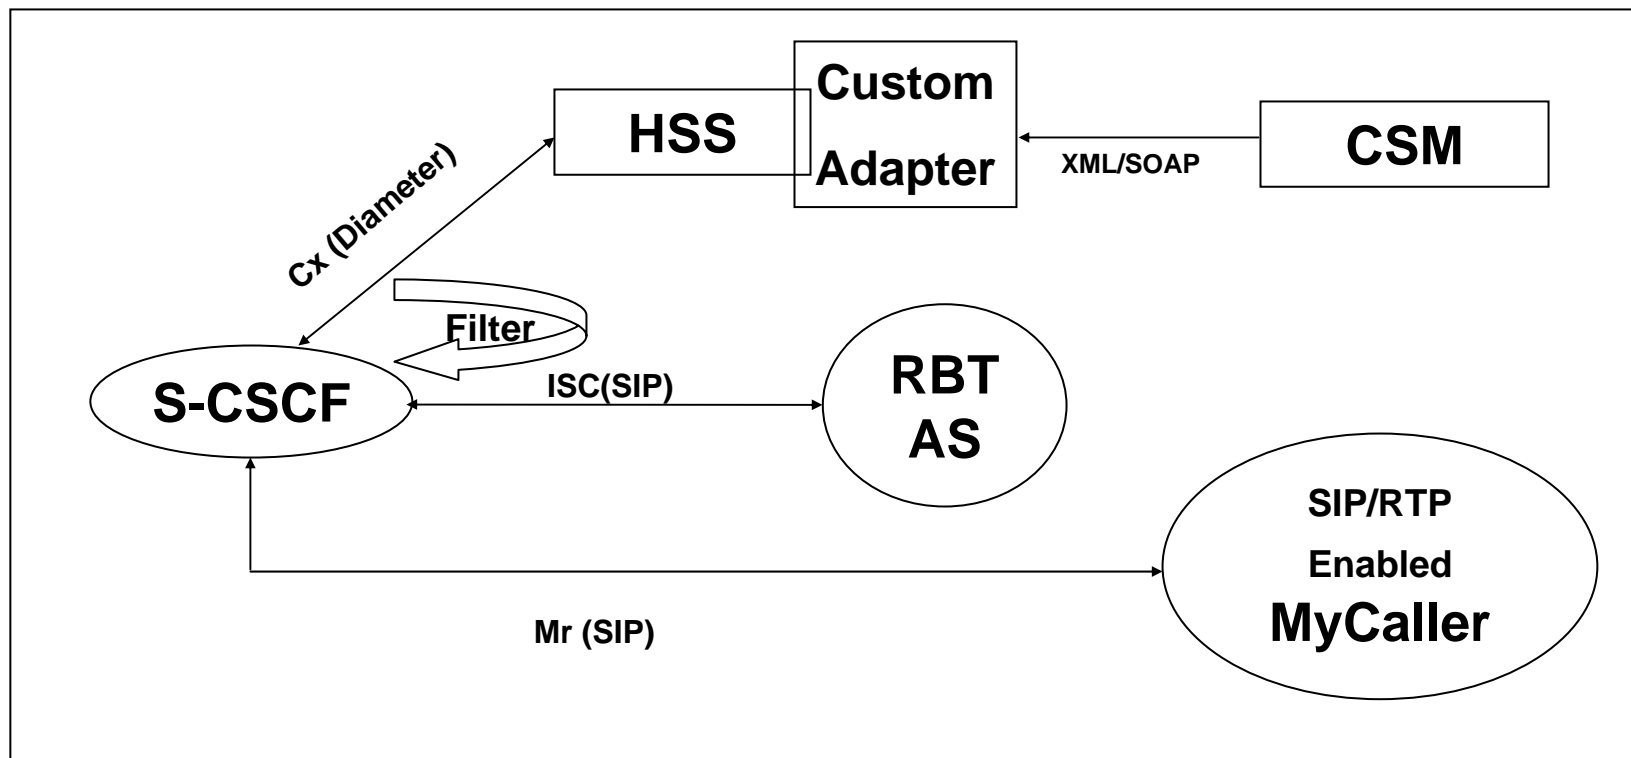 Custom
Adapter
HSS
CSM
XML/SOAP
Cx (Diameter)
Filter
S-CSCF
ISC(SIP)
RBT
AS
SIP/RTP
Enabled
MyCaller
Mr (SIP)